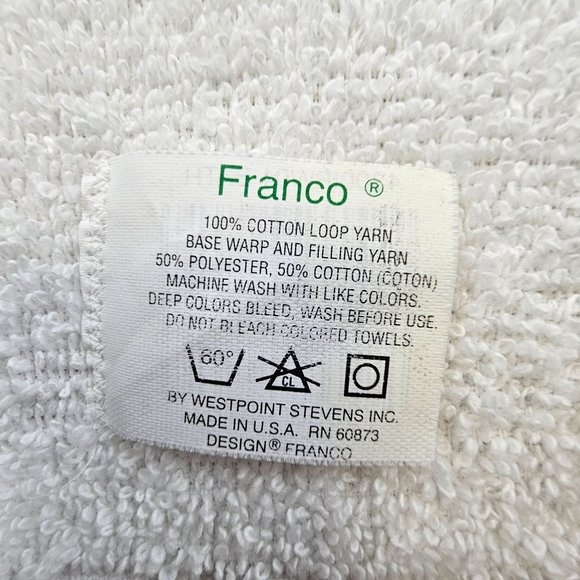 Franco ®
100% COTTON LOOP YARN
BASE WARP AND FILLING YARN
50% POLYESTER, 50% COTTON (COTON)
MACHINE WASH WITH LIKE COLORS.
DEEP COLORS BLEED, WASH BEFORE USE.
DO NOT BLEACH COLORED TOWELS.
60° CL
BY WESTPOINT STEVENS INC.
MADE IN U.S.A. RN 60873
DESIGN® FRANCO